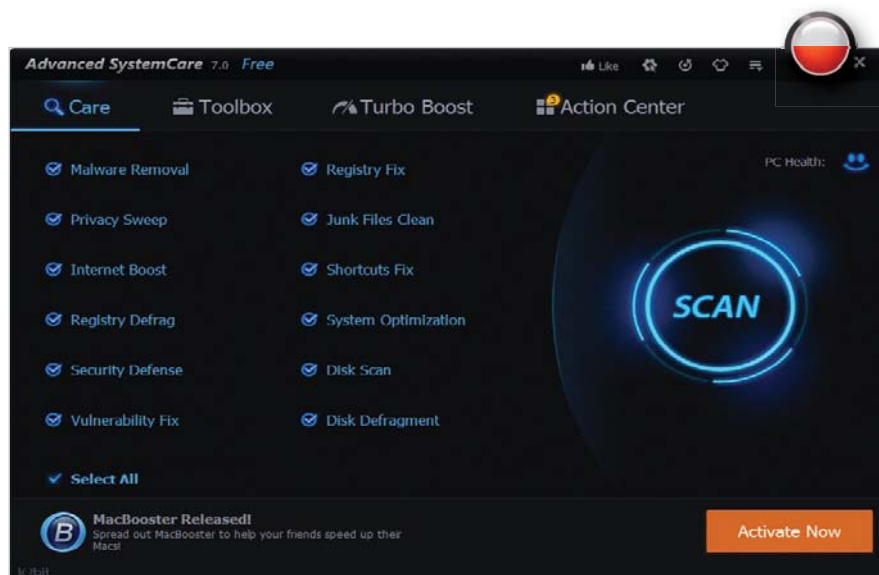 Advanced SystemCare 7.0 Free
Like
Care
Toolbox
Turbo Boost
3
Action Center
Malware Removal
Registry Fix
PC Health:
Privacy Sweep
Junk Files Clean
Internet Boost
Shortcuts Fix
SCAN
Registry Defrag
System Optimization
Security Defense
Disk Scan
Vulnerability Fix
Disk Defragment
Select All
B
MacBooster Released!
Spread out MacBooster to help your friends speed up their
Macs!
Activate Now